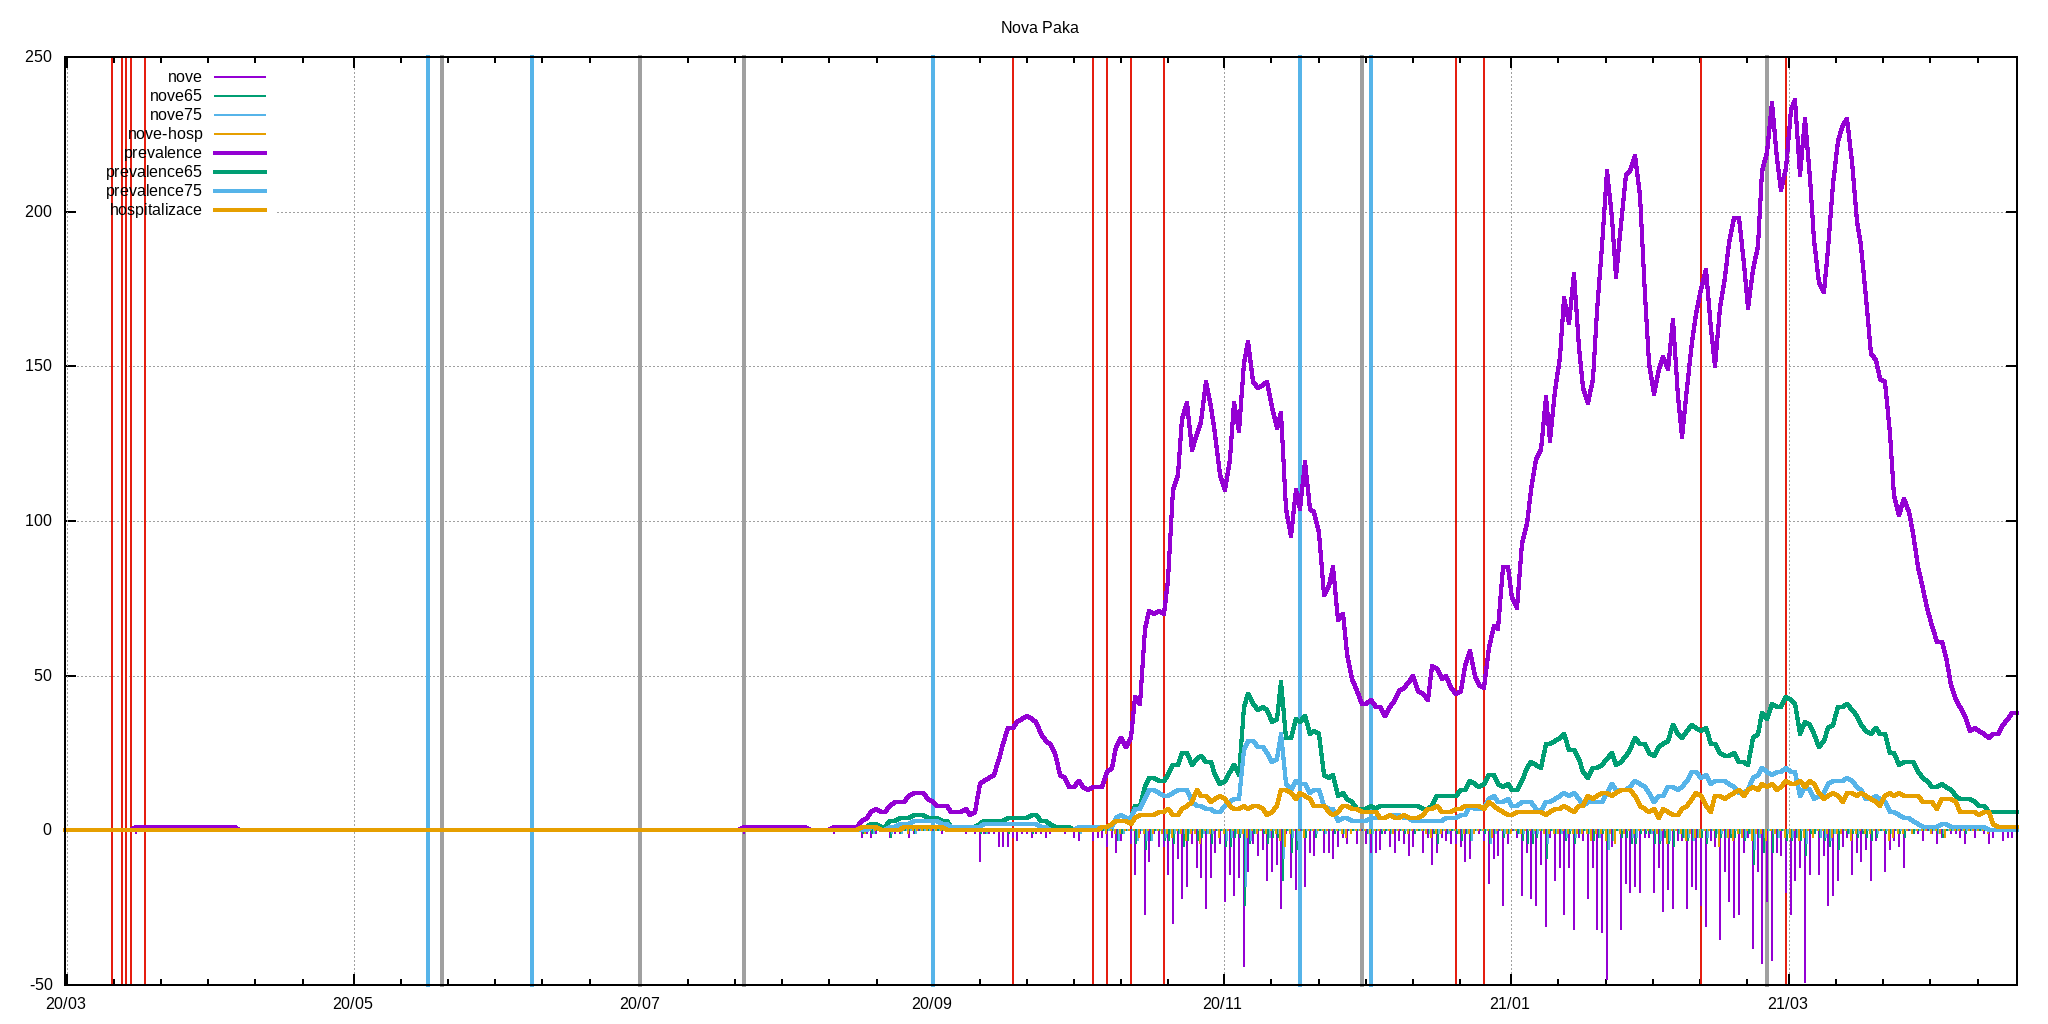 Nova Paka
250
200
150
100
50
0
-50
nove
nove65
nove75
nove-hosp
prevalence
prevalence65
prevalence75
hospitalizace
20/03 20/05 20/07 20/09 20/11 21/01 21/03